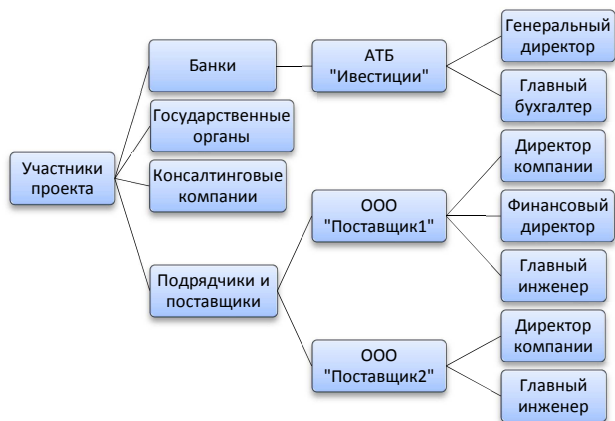 Участники
проекта
Банки
Государственные
органы
Консалтинговые
компании
Подрядчики и
поставщики
АТБ
"Ивестиции"
ООО
"Поставщик1"
ООО
"Поставщик2"
Генеральный
директор
Главный
бухгалтер
Директор
компании
Финансовый
директор
Главный
инженер
Директор
компании
Главный
инженер